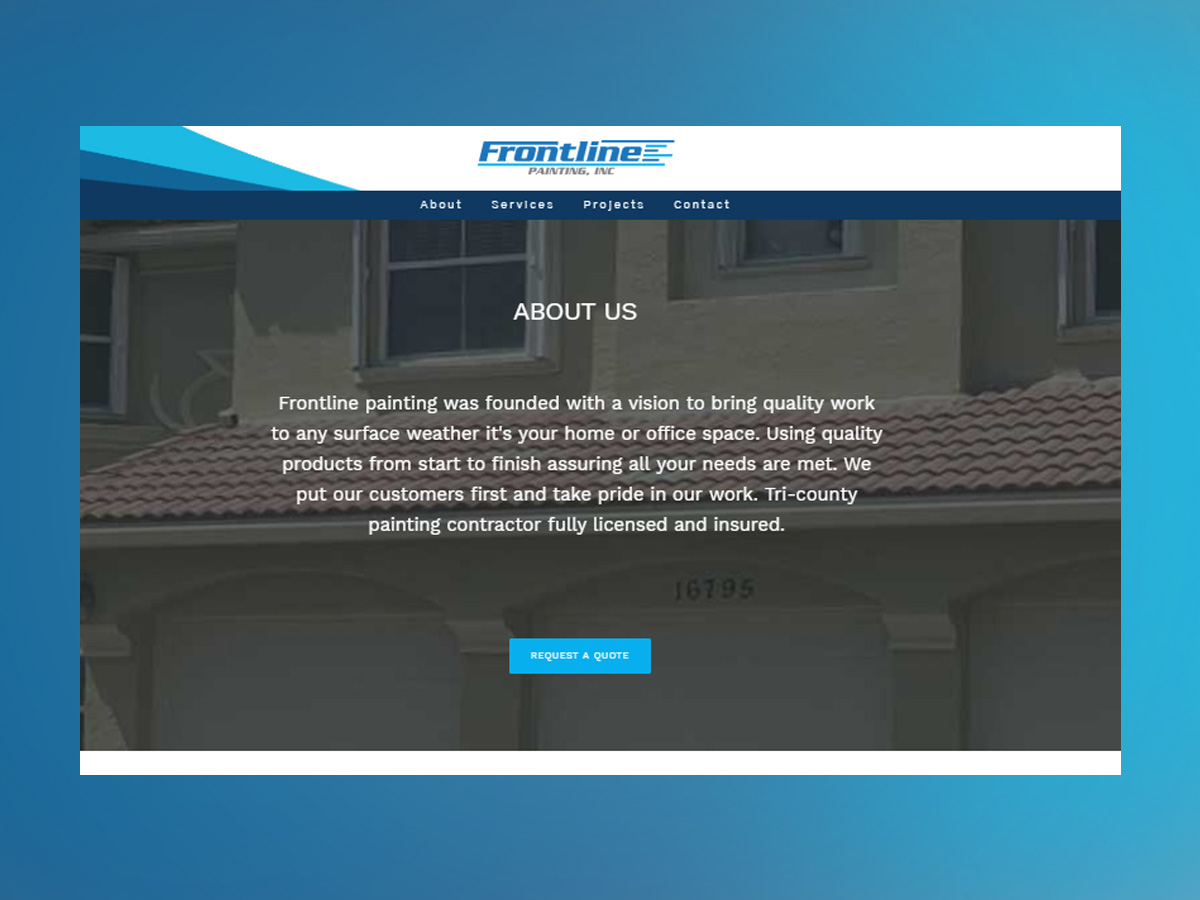 Frontline
PAINTING, INC
About Services Projects Contact
ABOUT US
Frontline painting was founded with a vision to bring quality work
to any surface weather it's your home or office space. Using quality
products from start to finish assuring all your needs are met. We
put our customers first and take pride in our work. Tri-county
painting contractor fully licensed and insured.
16795
REQUEST A QUOTE